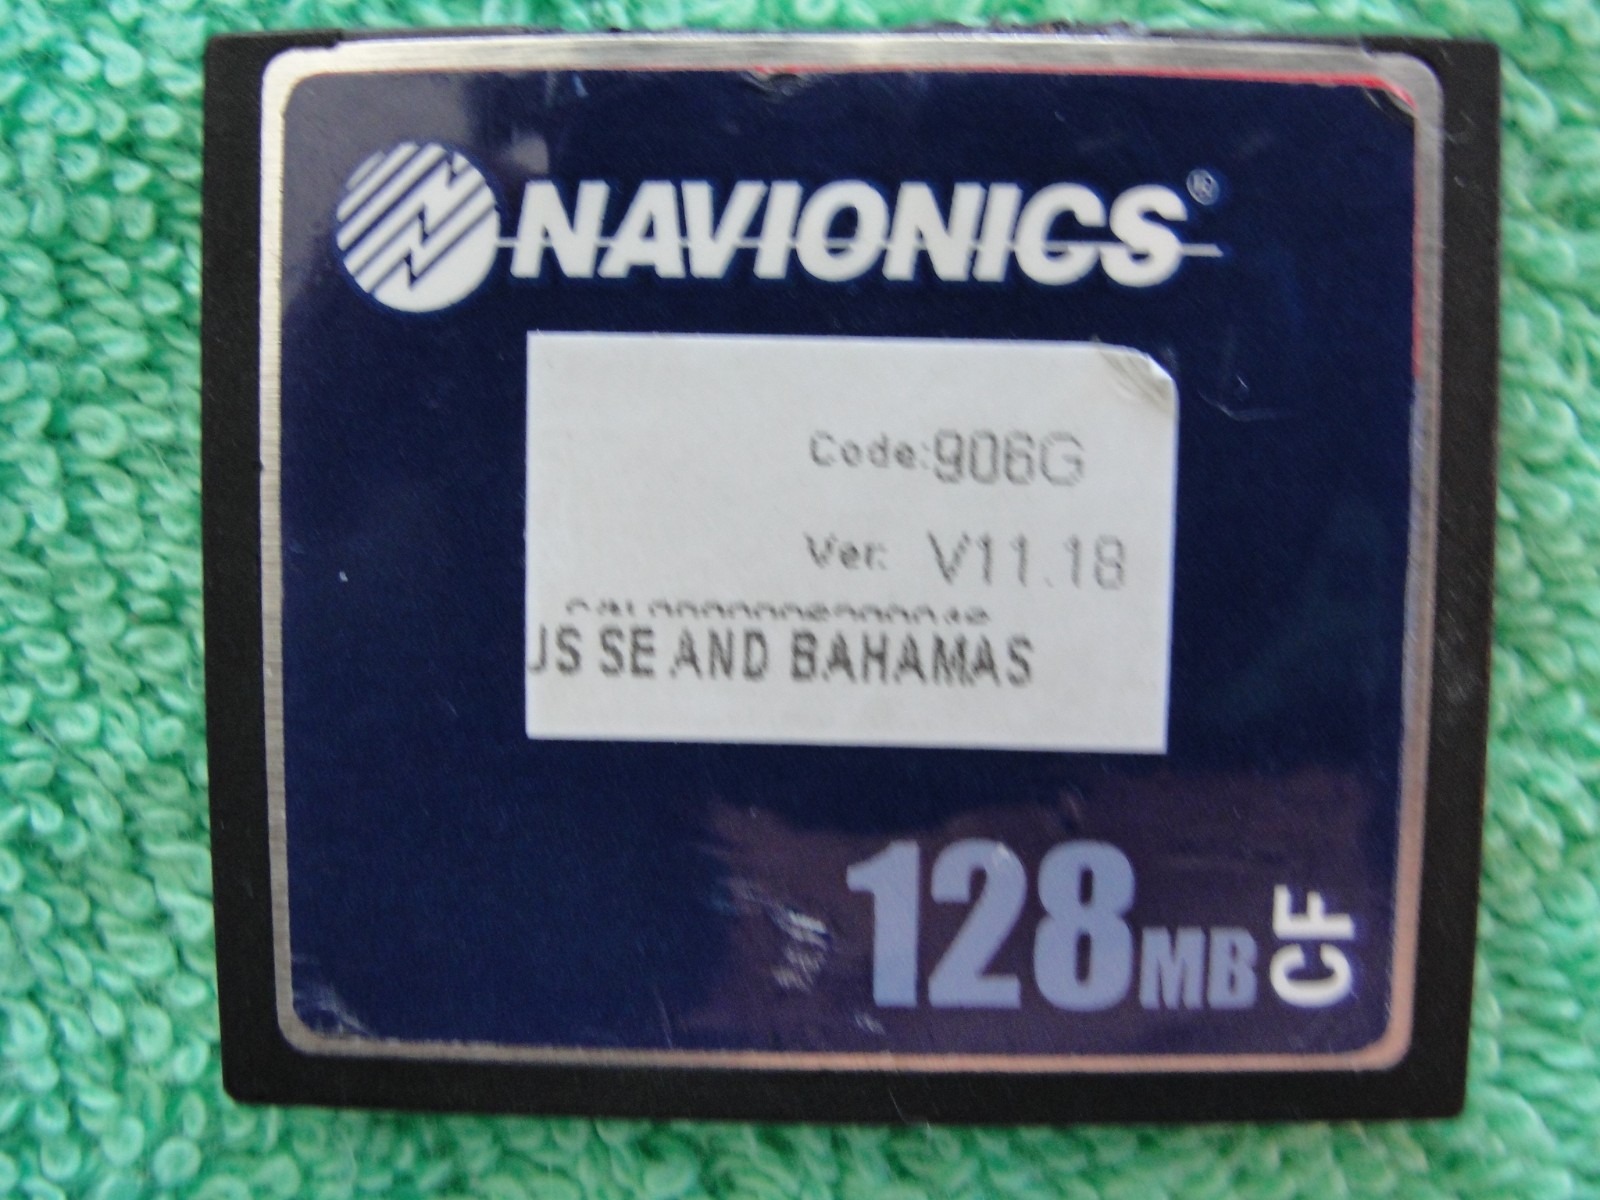 NAVIONICS®
Code:906G
Ver: V11.18
JS SE AND BAHAMAS
128MB CF